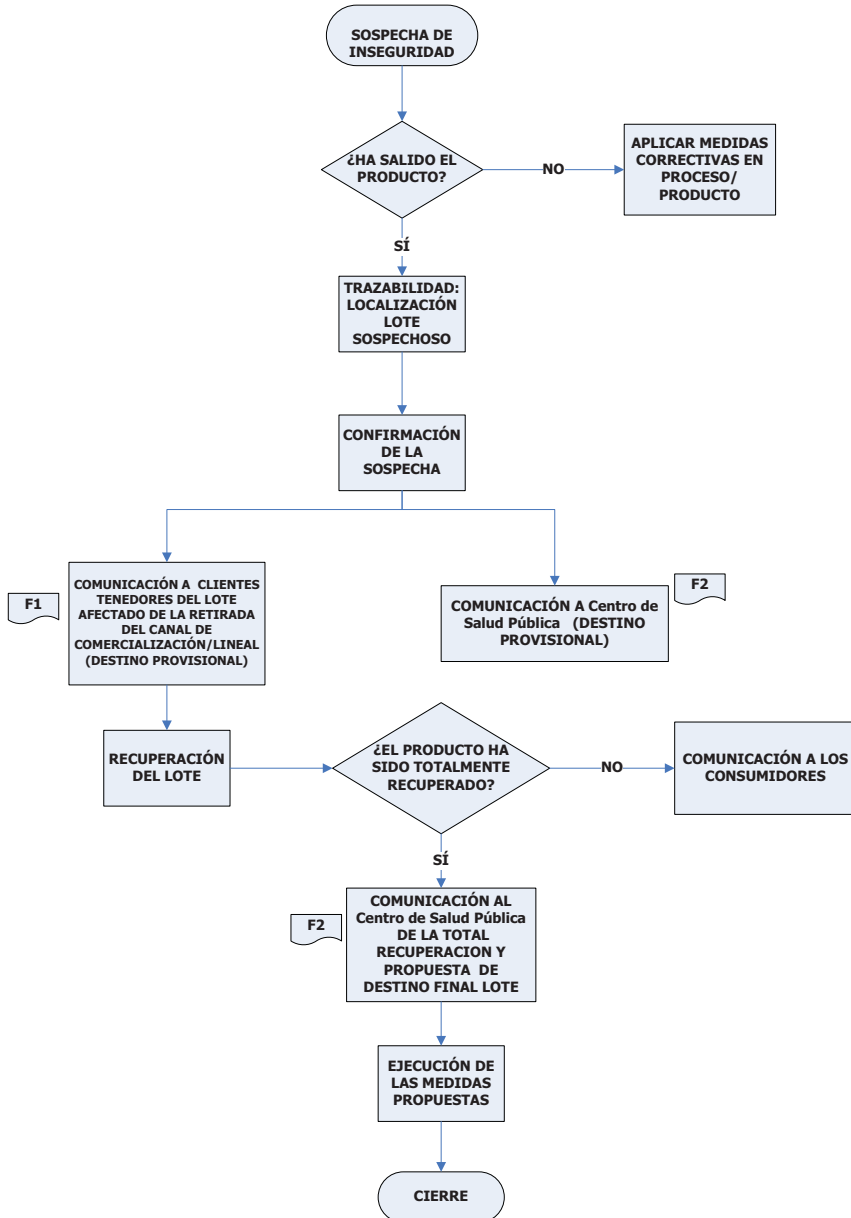 SOSPECHA DE
INSEGURIDAD
¿HA SALIDO EL
PRODUCTO?
NO
APLICAR MEDIDAS
CORRECTIVAS EN
PROCESO/
PRODUCTO
SÍ
TRAZABILIDAD:
LOCALIZACIÓN
LOTE
SOSPECHOSO
CONFIRMACIÓN
DE LA
SOSPECHA
F1
COMUNICACIÓN A CLIENTES
TENEDORES DEL LOTE
AFECTADO DE LA RETIRADA
DEL CANAL DE
COMERCIALIZACIÓN/LINEAL
(DESTINO PROVISIONAL)
COMUNICACIÓN A Centro de
Salud Pública (DESTINO
PROVISIONAL)
F2
RECUPERACIÓN
DEL LOTE
¿EL PRODUCTO HA
SIDO TOTALMENTE
RECUPERADO?
NO
COMUNICACIÓN A LOS
CONSUMIDORES
SÍ
F2
COMUNICACIÓN AL
Centro de Salud Pública
DE LA TOTAL
RECUPERACION Y
PROPUESTA DE
DESTINO FINAL LOTE
EJECUCIÓN DE
LAS MEDIDAS
PROPUESTAS
CIERRE